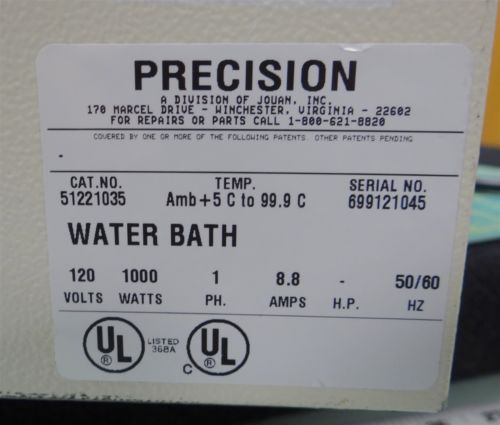 PRECISION
A DIVISION OF JOUAN, INC.
170 MARCEL DRIVE - WINCHESTER, VIRGINIA - 22602
FOR REPAIRS OR PARTS CALL 1-800-621-8820
COVERED BY ONE OR MORE OF THE FOLLOWING PATENTS. OTHER PATENTS PENDING
-
CAT.NO. TEMP. SERIAL NO.
51221035 Amb+5 C to 99.9 C 699121045
WATER BATH
120 1000 1 8.8 - 50/60
VOLTS WATTS PH. AMPS H.P. HZ
UL ® LISTED 368A C UL ®